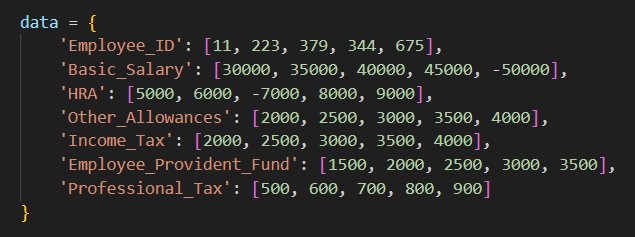 data = {
    'Employee_ID': [11, 223, 379, 344, 675],
    'Basic_Salary': [30000, 35000, 40000, 45000, -50000],
    'HRA': [5000, 6000, -7000, 8000, 9000],
    'Other_Allowances': [2000, 2500, 3000, 3500, 4000],
    'Income_Tax': [2000, 2500, 3000, 3500, 4000],
    'Employee_Provident_Fund': [1500, 2000, 2500, 3000, 3500],
    'Professional_Tax': [500, 600, 700, 800, 900]
}